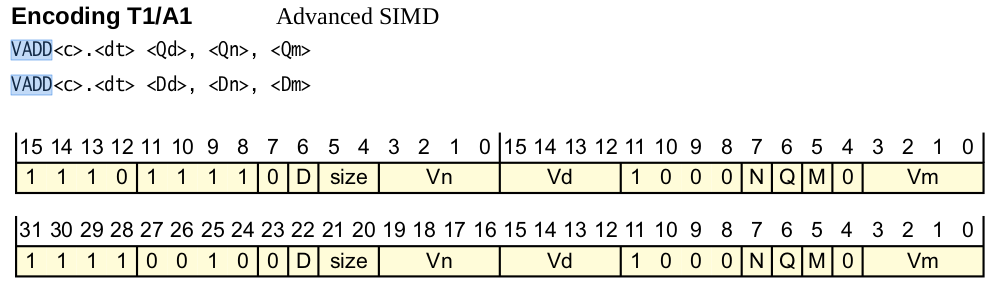 Encoding T1/A1 Advanced SIMD
VADD<c>.<dt> <Qd>, <Qn>, <Qm>
VADD<c>.<dt> <Dd>, <Dn>, <Dm>
15 14 13 12 11 10 9 8 7 6 5 4 3 2 1 0 15 14 13 12 11 10 9 8 7 6 5 4 3 2 1 0
1 1 1 0 1 1 1 1 0 D size Vn Vd 1 0 0 0 N Q M 0 Vm
31 30 29 28 27 26 25 24 23 22 21 20 19 18 17 16 15 14 13 12 11 10 9 8 7 6 5 4 3 2 1 0
1 1 1 1 0 0 1 0 0 D size Vn Vd 1 0 0 0 N Q M 0 Vm